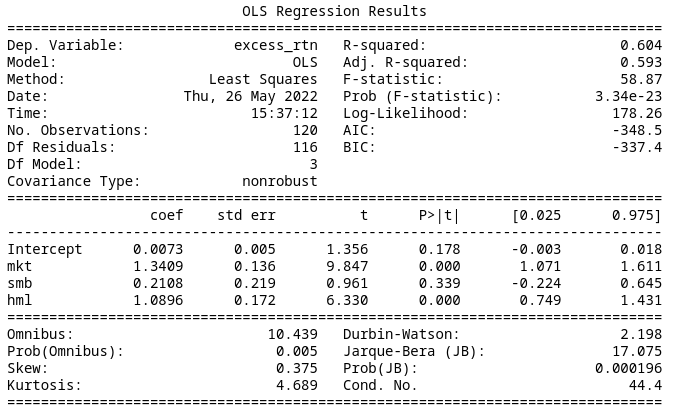 OLS Regression Results
==============================================================================
Dep. Variable:             excess_rtn   R-squared:                       0.604
Model:                            OLS   Adj. R-squared:                  0.593
Method:                 Least Squares   F-statistic:                     58.87
Date:                Thu, 26 May 2022   Prob (F-statistic):           3.34e-23
Time:                        15:37:12   Log-Likelihood:                 178.26
No. Observations:                 120   AIC:                            -348.5
Df Residuals:                     116   BIC:                            -337.4
Df Model:                           3
Covariance Type:            nonrobust
==============================================================================
                 coef    std err          t      P>|t|      [0.025      0.975]
------------------------------------------------------------------------------
Intercept      0.0073      0.005      1.356      0.178      -0.003       0.018
mkt            1.3409      0.136      9.847      0.000       1.071       1.611
smb            0.2108      0.219      0.961      0.339      -0.224       0.645
hml            1.0896      0.172      6.330      0.000       0.749       1.431
==============================================================================
Omnibus:                       10.439   Durbin-Watson:                   2.198
Prob(Omnibus):                  0.005   Jarque-Bera (JB):               17.075
Skew:                           0.375   Prob(JB):                     0.000196
Kurtosis:                       4.689   Cond. No.                         44.4
==============================================================================